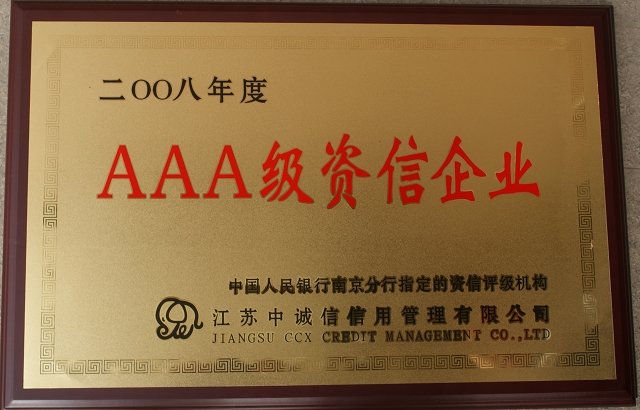 二OO八年度
AAA级资信企业
中国人民银行南京分行指定的资信评级机构
江苏中诚信信用管理有限公司
JIANGSU CCX CREDIT MANAGEMENT CO.,LTD